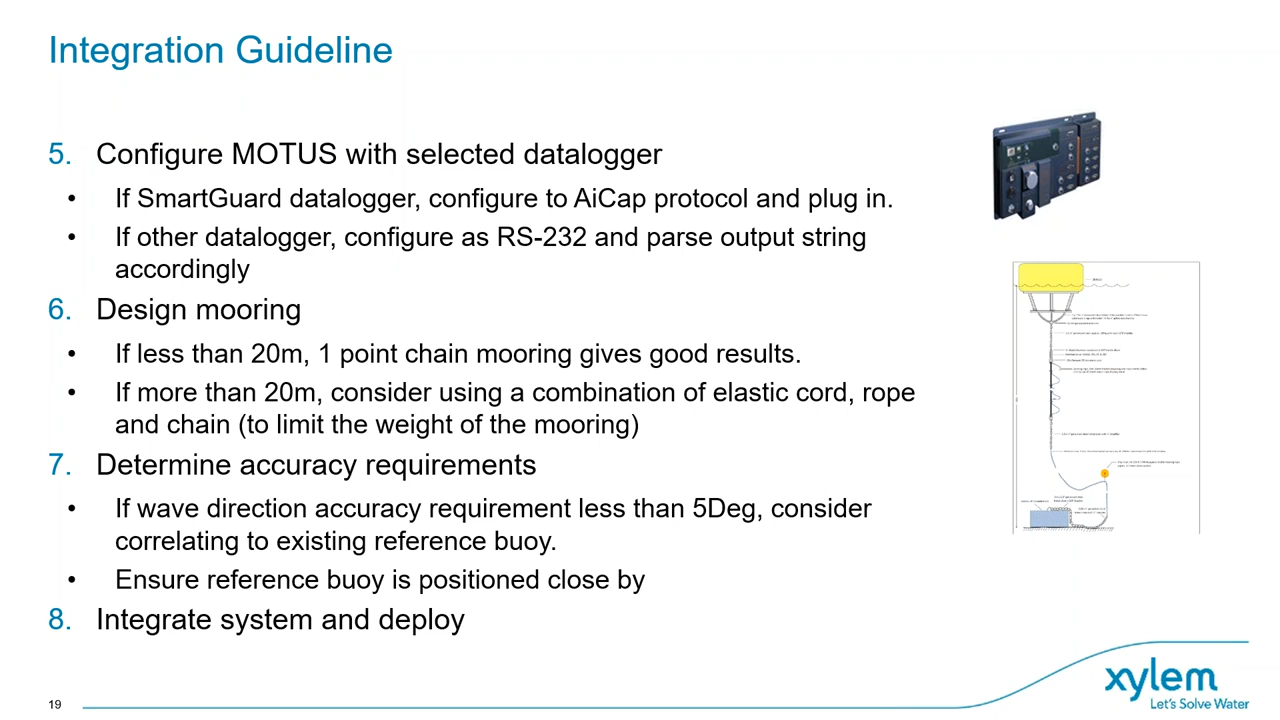 Integration Guideline
5. Configure MOTUS with selected datalogger
• If SmartGuard datalogger, configure to AiCap protocol and plug in.
• If other datalogger, configure as RS-232 and parse output string
accordingly
6. Design mooring
• If less than 20m, 1 point chain mooring gives good results.
• If more than 20m, consider using a combination of elastic cord, rope
and chain (to limit the weight of the mooring)
7. Determine accuracy requirements
• If wave direction accuracy requirement less than 5Deg, consider
correlating to existing reference buoy.
• Ensure reference buoy is positioned close by
8. Integrate system and deploy
19
xylem
Let's Solve Water